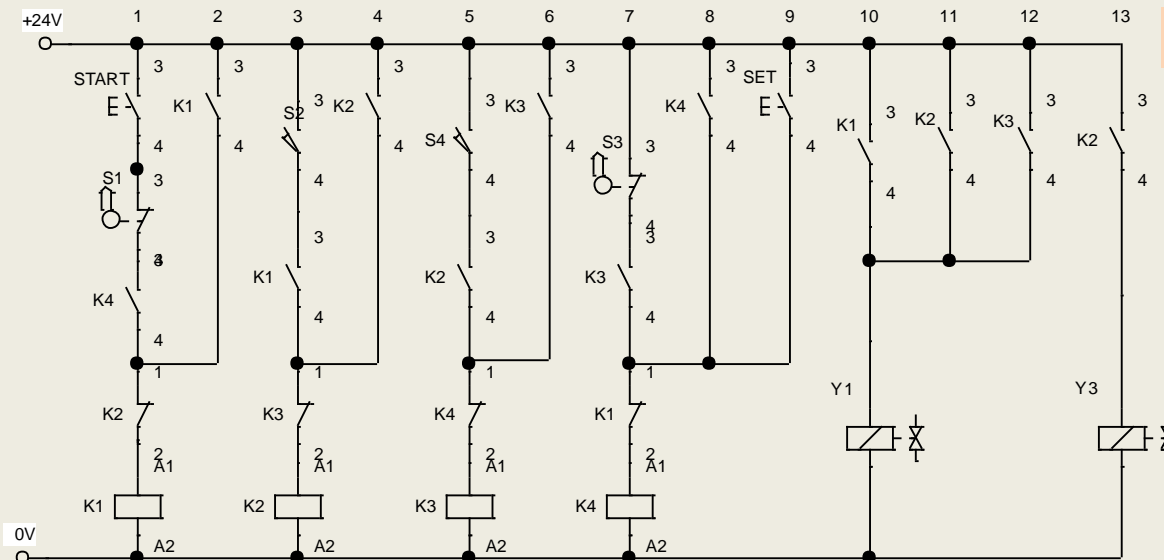 1 2 3 4 5 6 7 8 9 10 11 12 13
+24V
3 3 3 3 3 3
START SET
K1 3 S2 K2 3 K3 K4 3 3 3
K1 K2 K3 K2
4 4 4 S4 4 S3 3 4 4
S1 3 4 4 4 4 4 4 4
3 3 4 3
4 3
K4 K1 K2 K3
4 4 4 4
1 1 1 1
Y1 Y3
K2 K3 K4 K1
2 2 2 2
A1 A1 A1 A1
K1 K2 K3 K4
0V A2 A2 A2 A2